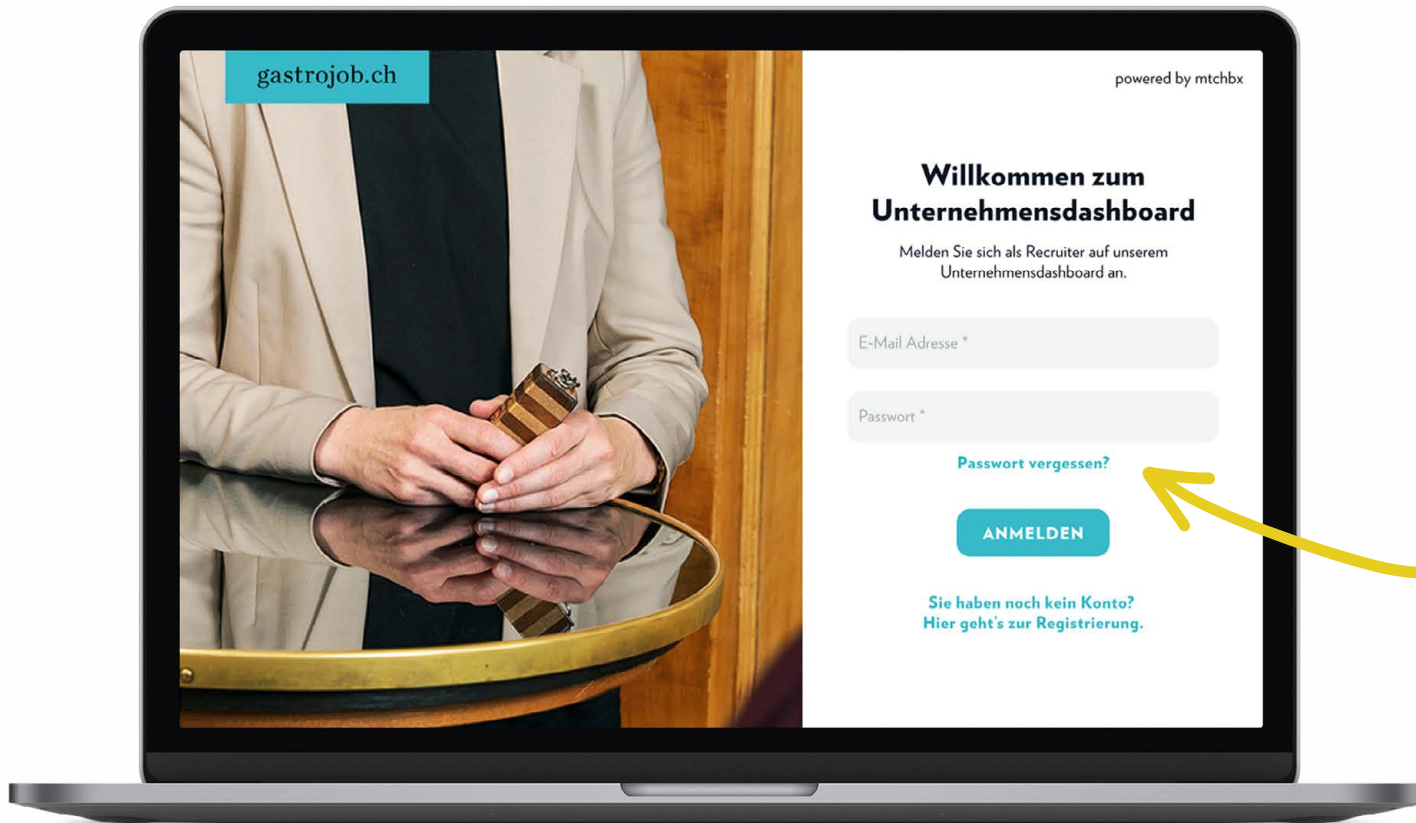 gastrojob.ch
powered by mtchbx
Willkommen zum
Unternehmensdashboard
Melden Sie sich als Recruiter auf unserem
Unternehmensdashboard an.
E-Mail Adresse *
Passwort *
Passwort vergessen?
ANMELDEN
Sie haben noch kein Konto?
Hier geht's zur Registrierung.